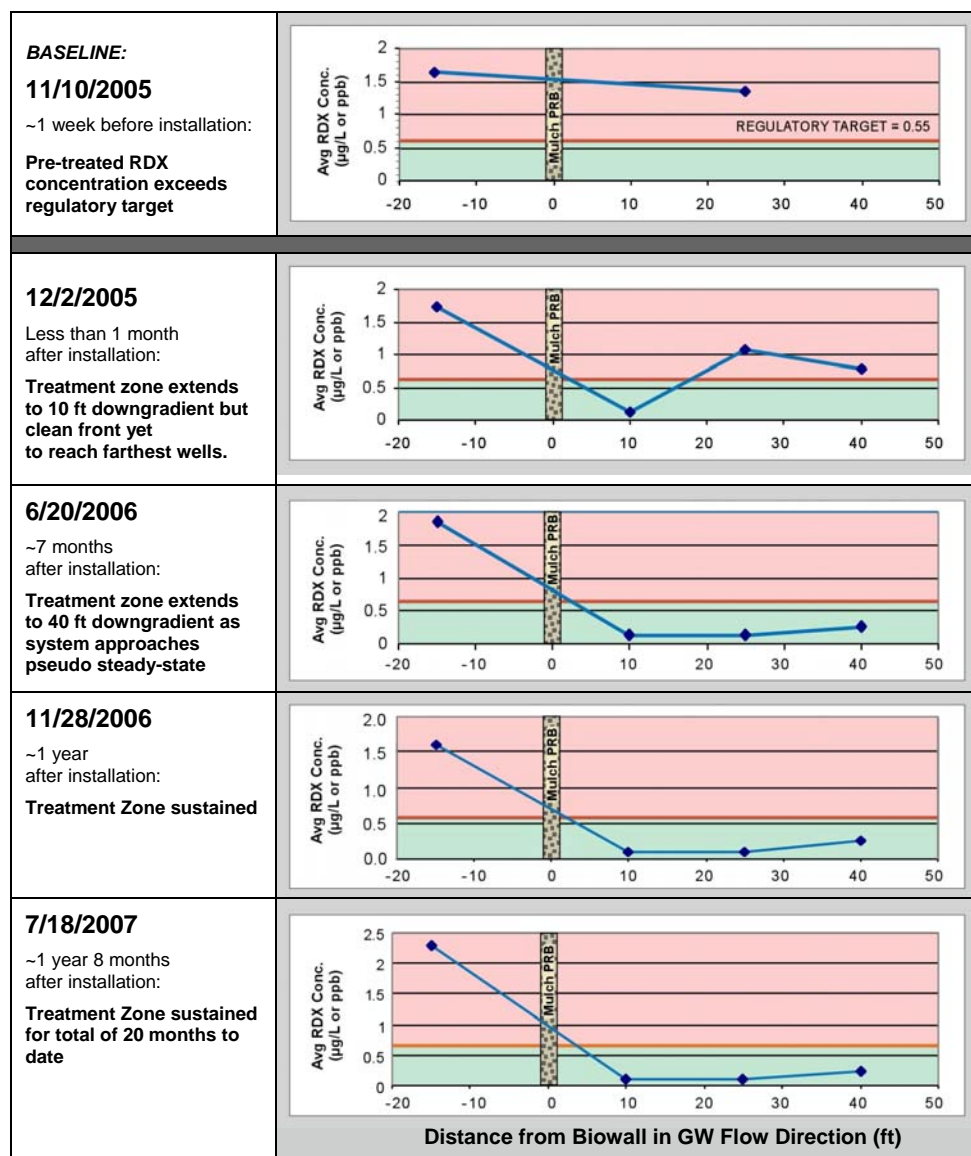 BASELINE:
11/10/2005
~1 week before installation:
Pre-treated RDX
concentration exceeds
regulatory target
Avg RDX Conc.
(µg/L or ppb)
2
1.5
1
0.5
0
Mulch PRB
REGULATORY TARGET = 0.55
-20 -10 0 10 20 30 40 50
12/2/2005
Less than 1 month
after installation:
Treatment zone extends
to 10 ft downgradient but
clean front yet
to reach farthest wells.
Avg RDX Conc.
(µg/L or ppb)
2
1.5
1
0.5
0
Mulch PRB
-20 -10 0 10 20 30 40 50
6/20/2006
~7 months
after installation:
Treatment zone extends
to 40 ft downgradient as
system approaches
pseudo steady-state
Avg RDX Conc.
(µg/L or ppb)
2
1.5
1
0.5
0
Mulch PRB
-20 -10 0 10 20 30 40 50
11/28/2006
~1 year
after installation:
Treatment Zone sustained
Avg RDX Conc.
(µg/L or ppb)
2.0
1.5
1.0
0.5
0.0
Mulch PRB
-20 -10 0 10 20 30 40 50
7/18/2007
~1 year 8 months
after installation:
Treatment Zone sustained
for total of 20 months to
date
Avg RDX Conc.
(µg/L or ppb)
2.5
2
1.5
1
0.5
0
Mulch PRB
-20 -10 0 10 20 30 40 50
Distance from Biowall in GW Flow Direction (ft)